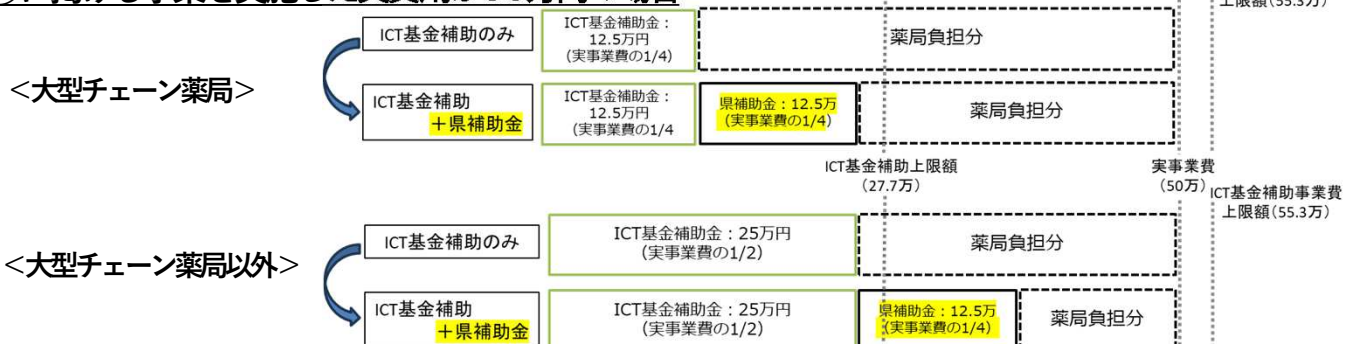 上限額(55.3万)
ICT基金補助のみ
ICT基金補助金：
12.5万円
(実事業費の1/4)
薬局負担分
<大型チェーン薬局>
ICT基金補助
＋県補助金
ICT基金補助金：
12.5万円
(実事業費の1/4
県補助金：12.5万
(実事業費の1/4)
薬局負担分
ICT基金補助上限額
(27.7万)
実事業費
(50万)
ICT基金補助事業費
上限額(55.3万)
<大型チェーン薬局以外>
ICT基金補助のみ
ICT基金補助金：25万円
(実事業費の1/2)
薬局負担分
ICT基金補助
＋県補助金
ICT基金補助金：25万円
(実事業費の1/2)
県補助金：12.5万
(実事業費の1/4)
薬局負担分